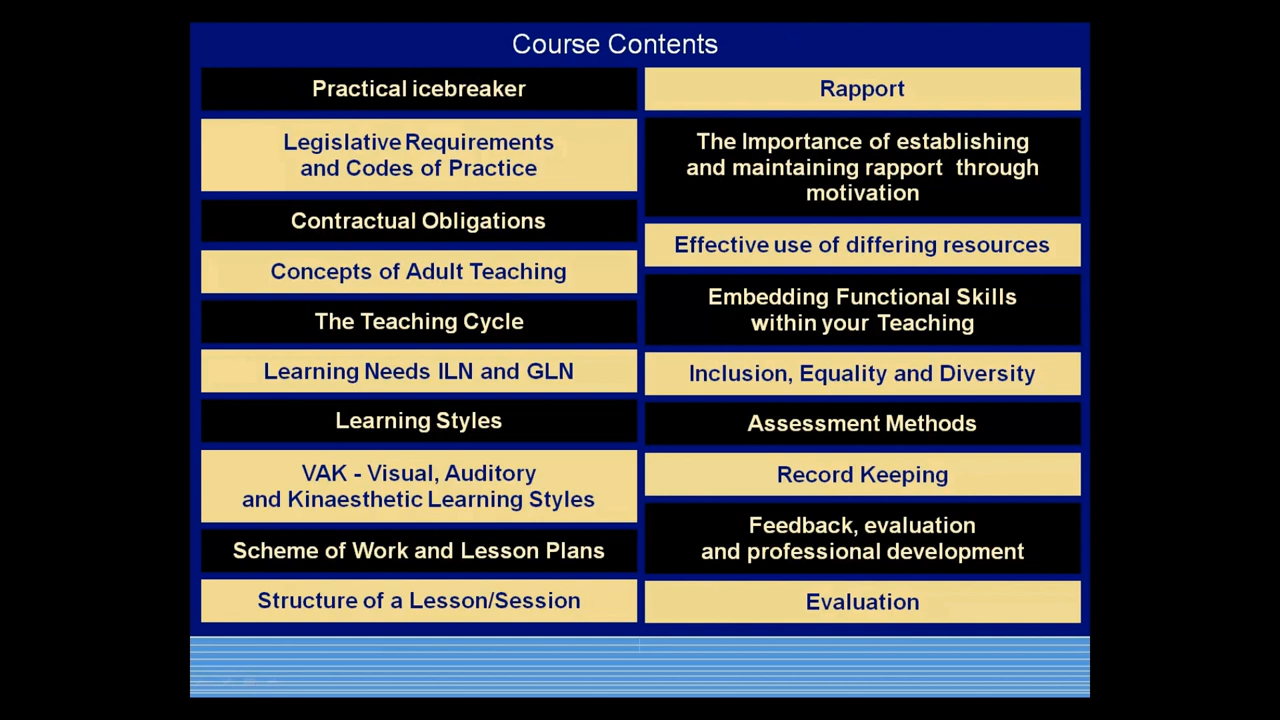 Course Contents
Practical icebreaker
Legislative Requirements
and Codes of Practice
Contractual Obligations
Concepts of Adult Teaching
The Teaching Cycle
Learning Needs ILN and GLN
Learning Styles
VAK - Visual, Auditory
and Kinaesthetic Learning Styles
Scheme of Work and Lesson Plans
Structure of a Lesson/Session
Rapport
The Importance of establishing
and maintaining rapport through
motivation
Effective use of differing resources
Embedding Functional Skills
within your Teaching
Inclusion, Equality and Diversity
Assessment Methods
Record Keeping
Feedback, evaluation
and professional development
Evaluation